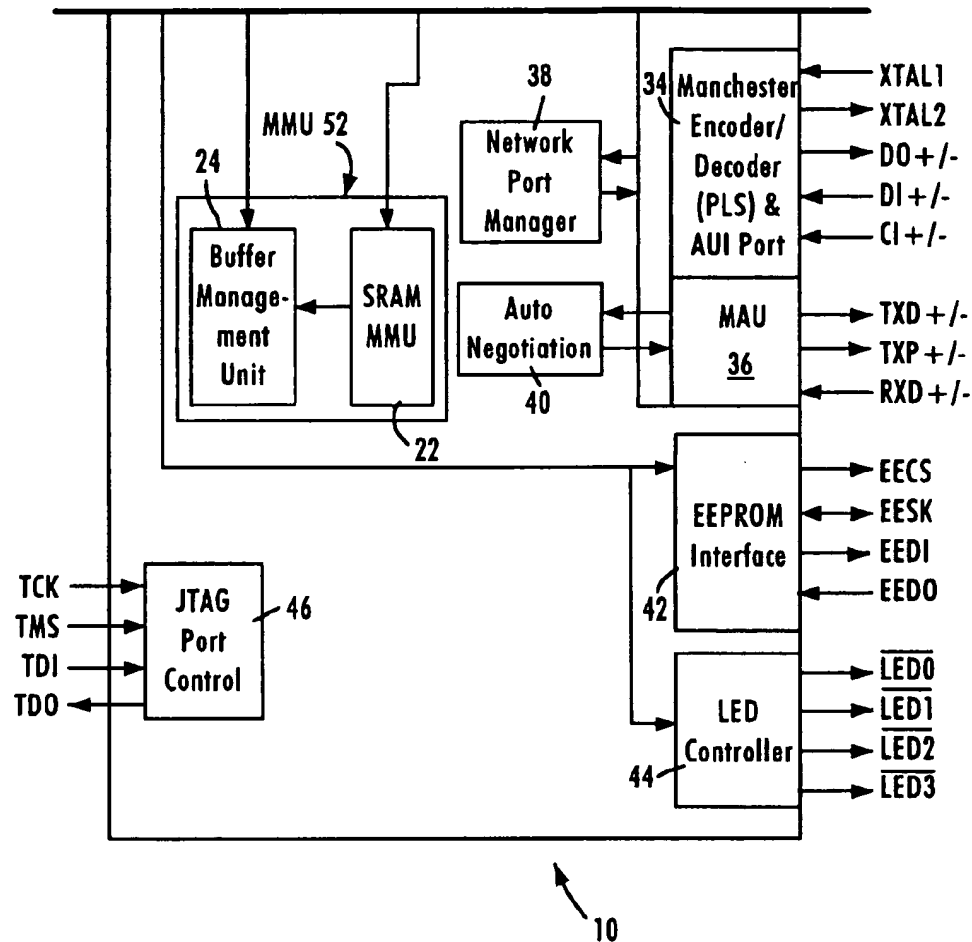 MMU 52
24
Buffer
Manage-
ment
Unit
SRAM
MMU
22
38
Network
Port
Manager
Auto
Negotiation
40
34
Manchester
Encoder/
Decoder
(PLS) &
AUI Port
MAU
36
XTAL1
XTAL2
DO +/-
DI +/-
CI +/-
TXD +/-
TXP +/-
RXD +/-
EEPROM
Interface
42
EECS
EESK
EEDI
EEDO
TCK
TMS
TDI
TDO
JTAG
Port
Control
46
LED
Controller
44
LED0
LED1
LED2
LED3
10